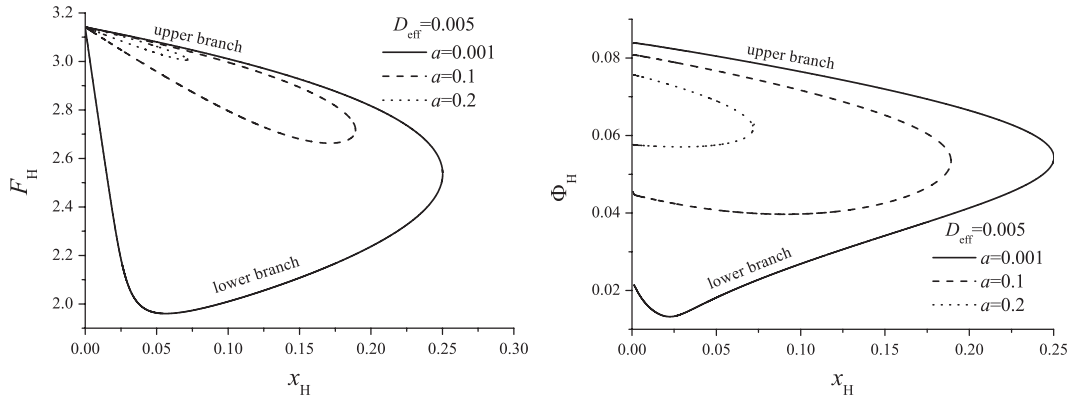 3.2
3.0
2.8
2.6
2.4
2.2
2.0
F_H
0.00 0.05 0.10 0.15 0.20 0.25 0.30
x_H
upper branch
lower branch
D_eff=0.005
a=0.001
a=0.1
a=0.2
0.08
0.06
0.04
0.02
Φ_H
0.00 0.05 0.10 0.15 0.20 0.25
x_H
upper branch
lower branch
D_eff=0.005
a=0.001
a=0.1
a=0.2